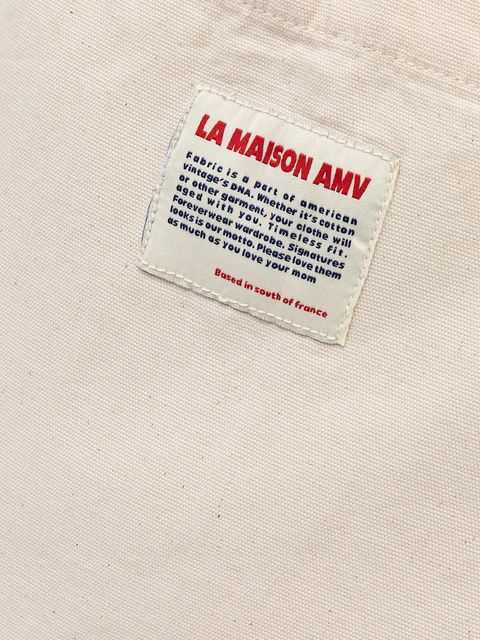 LA MAISON AMV
Fabric is a part of american
vintage's DNA. Whether it's cotton
or other garment, your clothe will
aged with you. Timeless fit.
Foreverwear wardrobe. Signatures
looks is our motto. Please love them
as much as you love your mom
Based in south of france